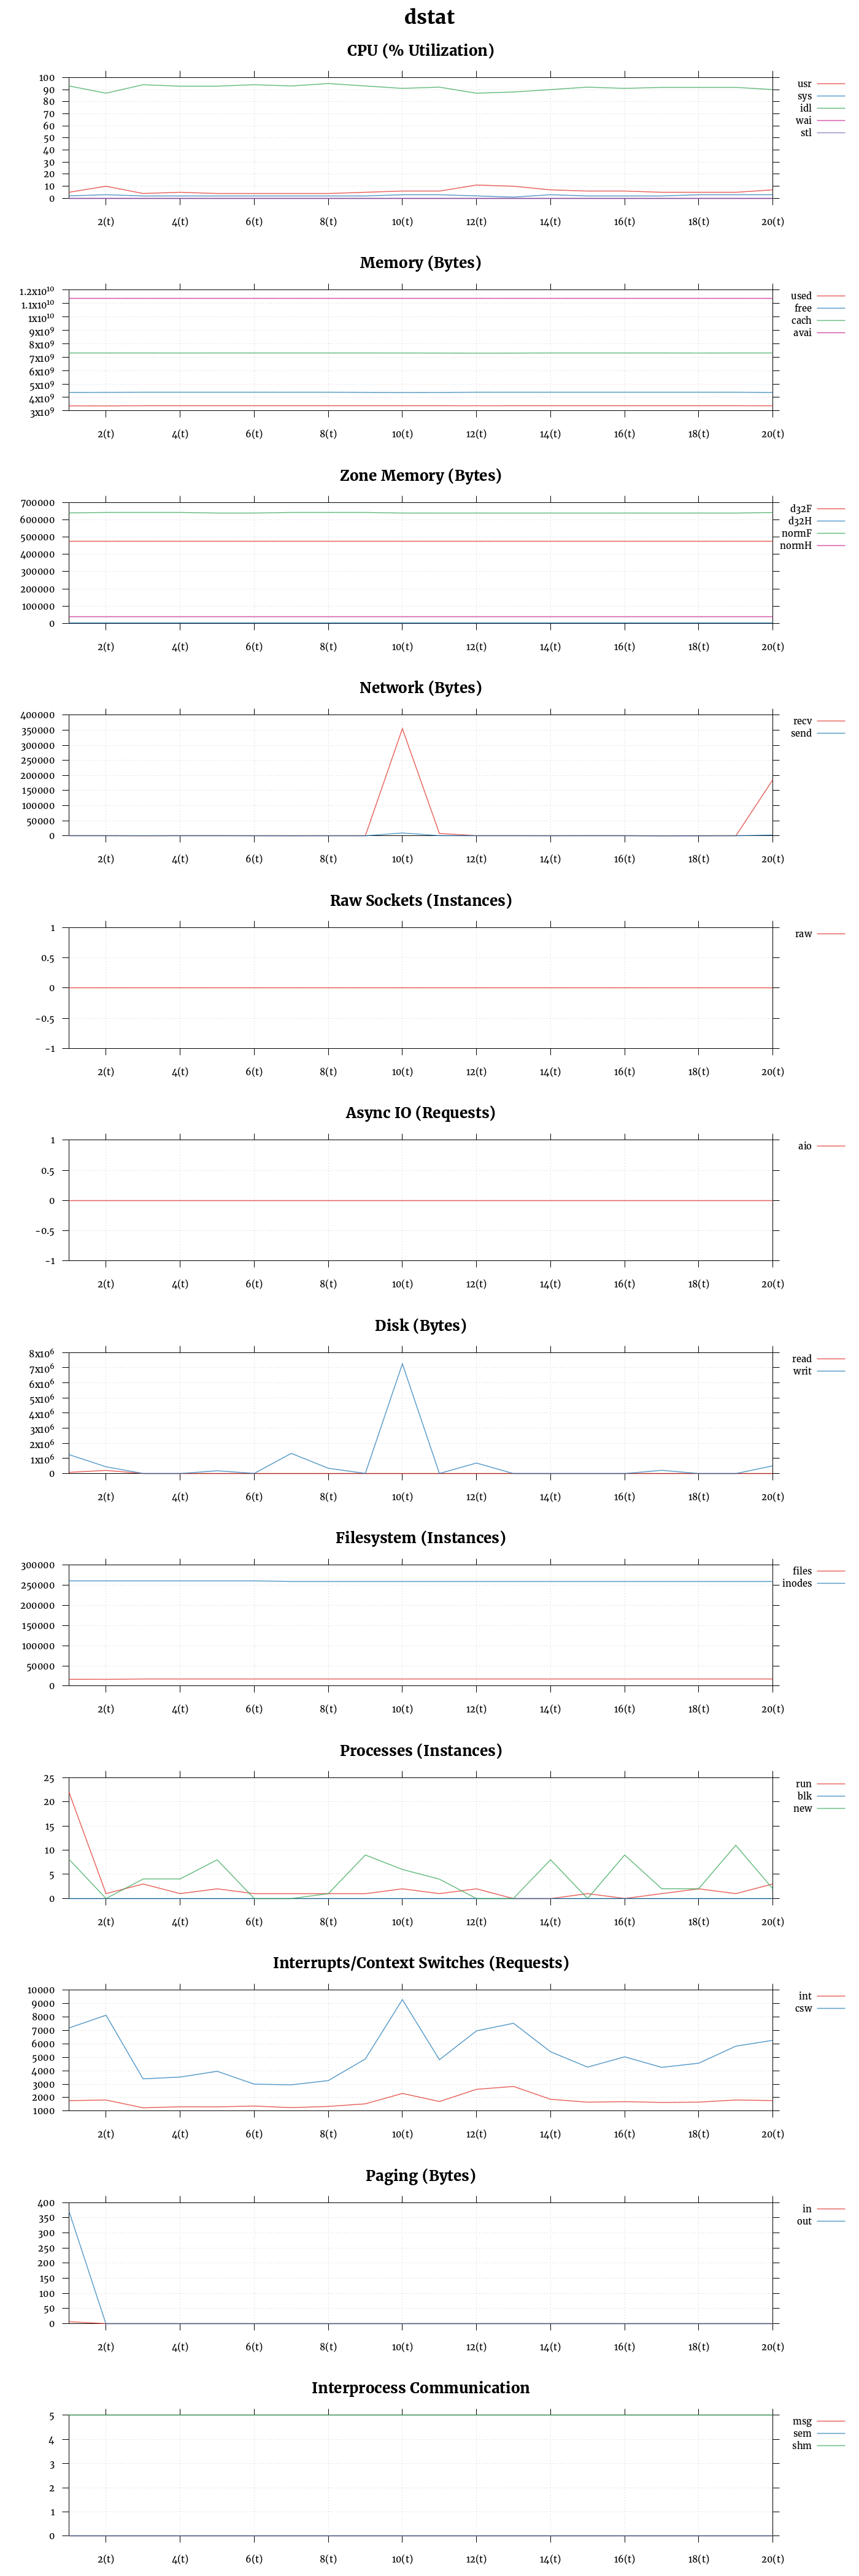 dstat
CPU (% Utilization)
100
90
80
70
60
50
40
30
20
10
0
2(t) 4(t) 6(t) 8(t) 10(t) 12(t) 14(t) 16(t) 18(t) 20(t)
usr
sys
idl
wai
stl
Memory (Bytes)
1.2x10¹⁰
1.1x10¹⁰
1x10¹⁰
9x10⁹
8x10⁹
7x10⁹
6x10⁹
5x10⁹
4x10⁹
3x10⁹
2(t) 4(t) 6(t) 8(t) 10(t) 12(t) 14(t) 16(t) 18(t) 20(t)
used
free
cach
avai
Zone Memory (Bytes)
700000
600000
500000
400000
300000
200000
100000
0
2(t) 4(t) 6(t) 8(t) 10(t) 12(t) 14(t) 16(t) 18(t) 20(t)
d32F
d32H
normF
normH
Network (Bytes)
400000
350000
300000
250000
200000
150000
100000
50000
0
2(t) 4(t) 6(t) 8(t) 10(t) 12(t) 14(t) 16(t) 18(t) 20(t)
recv
send
Raw Sockets (Instances)
1
0.5
0
-0.5
-1
2(t) 4(t) 6(t) 8(t) 10(t) 12(t) 14(t) 16(t) 18(t) 20(t)
raw
Async IO (Requests)
1
0.5
0
-0.5
-1
2(t) 4(t) 6(t) 8(t) 10(t) 12(t) 14(t) 16(t) 18(t) 20(t)
aio
Disk (Bytes)
8x10⁶
7x10⁶
6x10⁶
5x10⁶
4x10⁶
3x10⁶
2x10⁶
1x10⁶
0
2(t) 4(t) 6(t) 8(t) 10(t) 12(t) 14(t) 16(t) 18(t) 20(t)
read
writ
Filesystem (Instances)
300000
250000
200000
150000
100000
50000
0
2(t) 4(t) 6(t) 8(t) 10(t) 12(t) 14(t) 16(t) 18(t) 20(t)
files
inodes
Processes (Instances)
25
20
15
10
5
0
2(t) 4(t) 6(t) 8(t) 10(t) 12(t) 14(t) 16(t) 18(t) 20(t)
run
blk
new
Interrupts/Context Switches (Requests)
10000
9000
8000
7000
6000
5000
4000
3000
2000
1000
2(t) 4(t) 6(t) 8(t) 10(t) 12(t) 14(t) 16(t) 18(t) 20(t)
int
csw
Paging (Bytes)
400
350
300
250
200
150
100
50
0
2(t) 4(t) 6(t) 8(t) 10(t) 12(t) 14(t) 16(t) 18(t) 20(t)
in
out
Interprocess Communication
5
4
3
2
1
0
2(t) 4(t) 6(t) 8(t) 10(t) 12(t) 14(t) 16(t) 18(t) 20(t)
msg
sem
shm